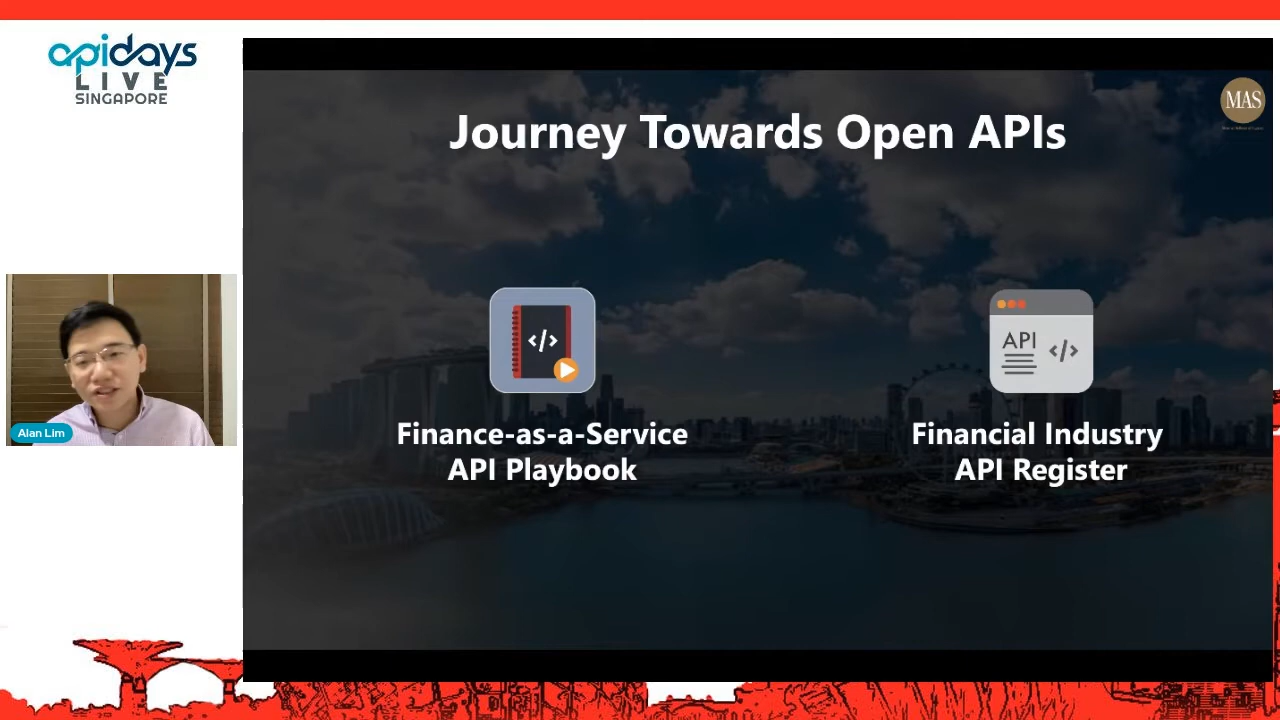 apidays
LIVE
SINGAPORE
MAS
Journey Towards Open APIs
</>
API
</>
Finance-as-a-Service
API Playbook
Financial Industry
API Register
Alan Lim